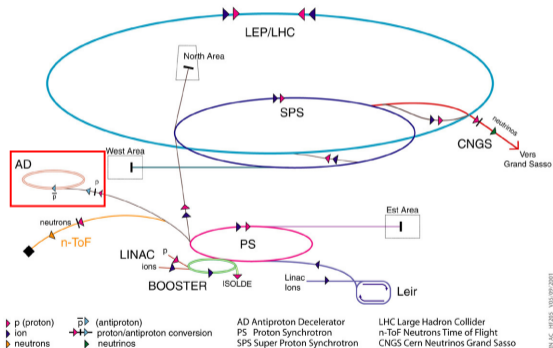 LEP/LHC
North Area
SPS
neutrinos
CNGS
Vers
Grand Sasso
West Area
AD
p
p
neutrons
n-ToF
Est Area
PS
LINAC p
ions
BOOSTER
ISOLDE
Linac
Ions
Leir
p (proton)
ion
neutrons
p (antiproton)
proton/antiproton conversion
neutrinos
AD Antiproton Decelerator
PS Proton Synchrotron
SPS Super Proton Synchrotron
LHC Large Hadron Collider
n-ToF Neutrons Time of Flight
CNGS Cern Neutrinos Grand Sasso